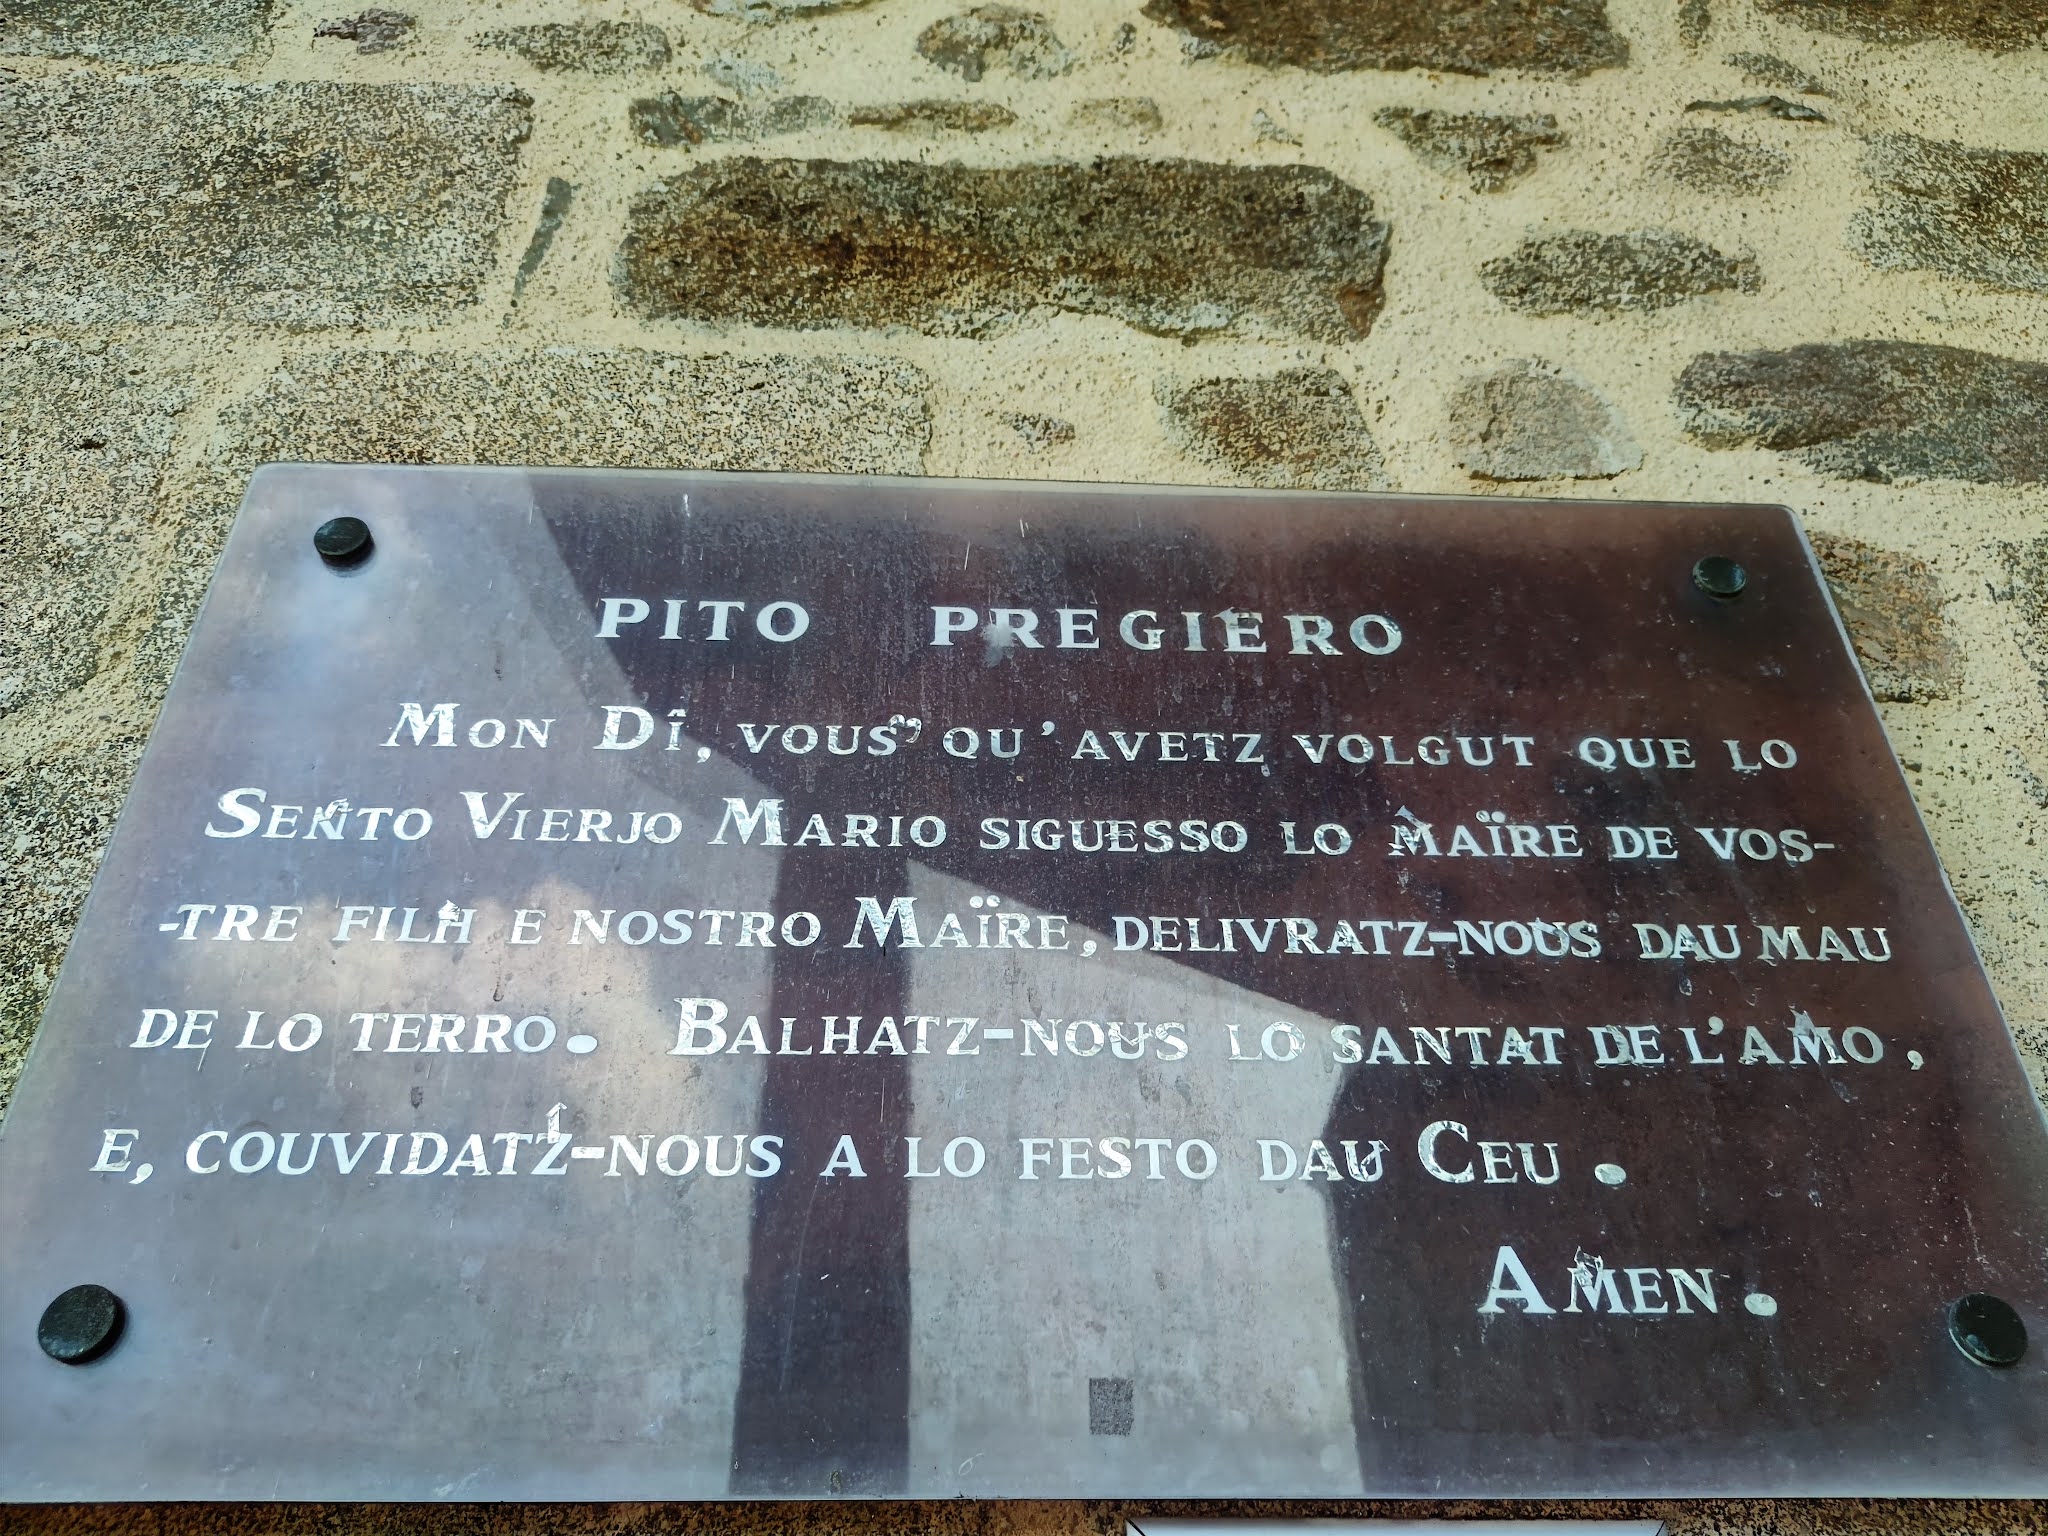 PITO PREGIERO
MON DÎ, VOUS QU'AVETZ VOLGUT QUE LO
SENTO VIERJO MARIO SIGUESSO LO MAÏRE DE VOS-
-TRE FILH E NOSTRO MAÏRE, DELIVRATZ-NOUS DAU MAU
DE LO TERRO. BALHATZ-NOUS LO SANTAT DE L'AMO,
E, COUVIDATZ-NOUS A LO FESTO DAU CEU.
AMEN.